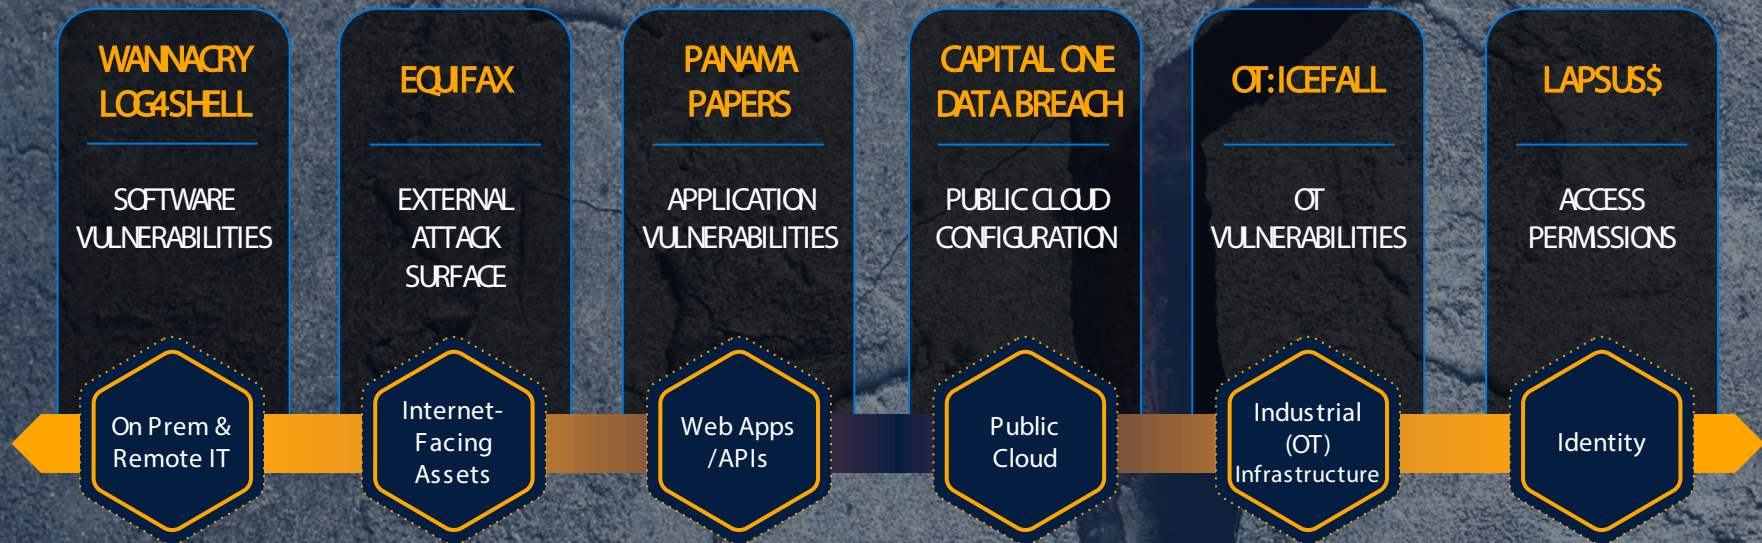 WANNACRY
LOG4SHELL
SOFTWARE
VULNERABILITIES
On Prem &
Remote IT
EQUIFAX
EXTERNAL
ATTACK
SURFACE
Internet-
Facing
Assets
PANAMA
PAPERS
APPLICATION
VULNERABILITIES
Web Apps
/APIs
CAPITAL ONE
DATA BREACH
PUBLIC CLOUD
CONFIGURATION
Public
Cloud
OT:ICEFALL
OT
VULNERABILITIES
Industrial
(OT)
Infrastructure
LAPSUS$
ACCESS
PERMISSIONS
Identity